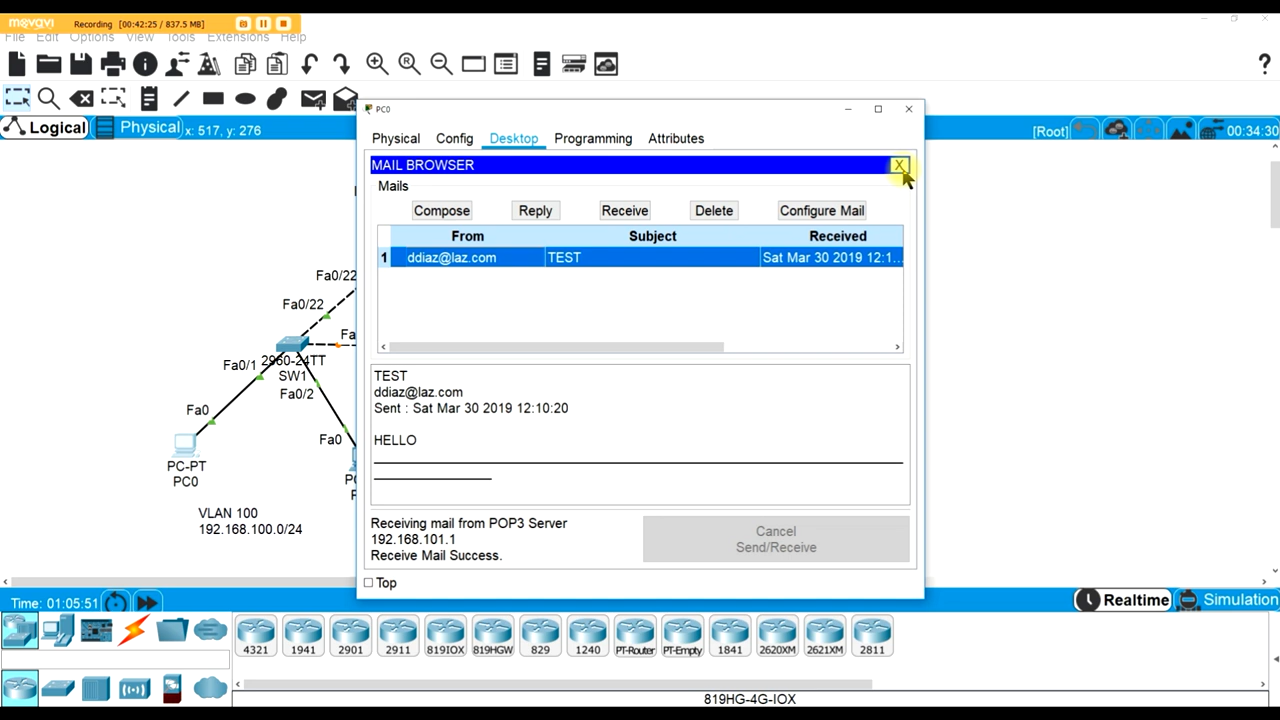 movavi
Recording [00:42:25 / 837.5 MB]
File Edit Options View Tools Extensions Help
?
Logical
Physical
x: 517, y: 276
[Root]
00:34:30
PC0
Physical Config Desktop Programming Attributes
MAIL BROWSER
X
Mails
Compose Reply Receive Delete Configure Mail
From Subject Received
1 ddiaz@laz.com TEST Sat Mar 30 2019 12:1...
TEST
ddiaz@laz.com
Sent : Sat Mar 30 2019 12:10:20
HELLO
Receiving mail from POP3 Server
192.168.101.1
Receive Mail Success.
Cancel
Send/Receive
Top
Fa0/22
Fa0/22
Fa
2960-24TT
SW1
Fa0/1
Fa0/2
Fa0
Fa0
PC-PT
PC0
VLAN 100
192.168.100.0/24
Time: 01:05:51
Realtime
Simulation
4321 1941 2901 2911 819IOX 819HGW 829 1240 PT-Router PT-Empty 1841 2620XM 2621XM 2811
819HG-4G-IOX